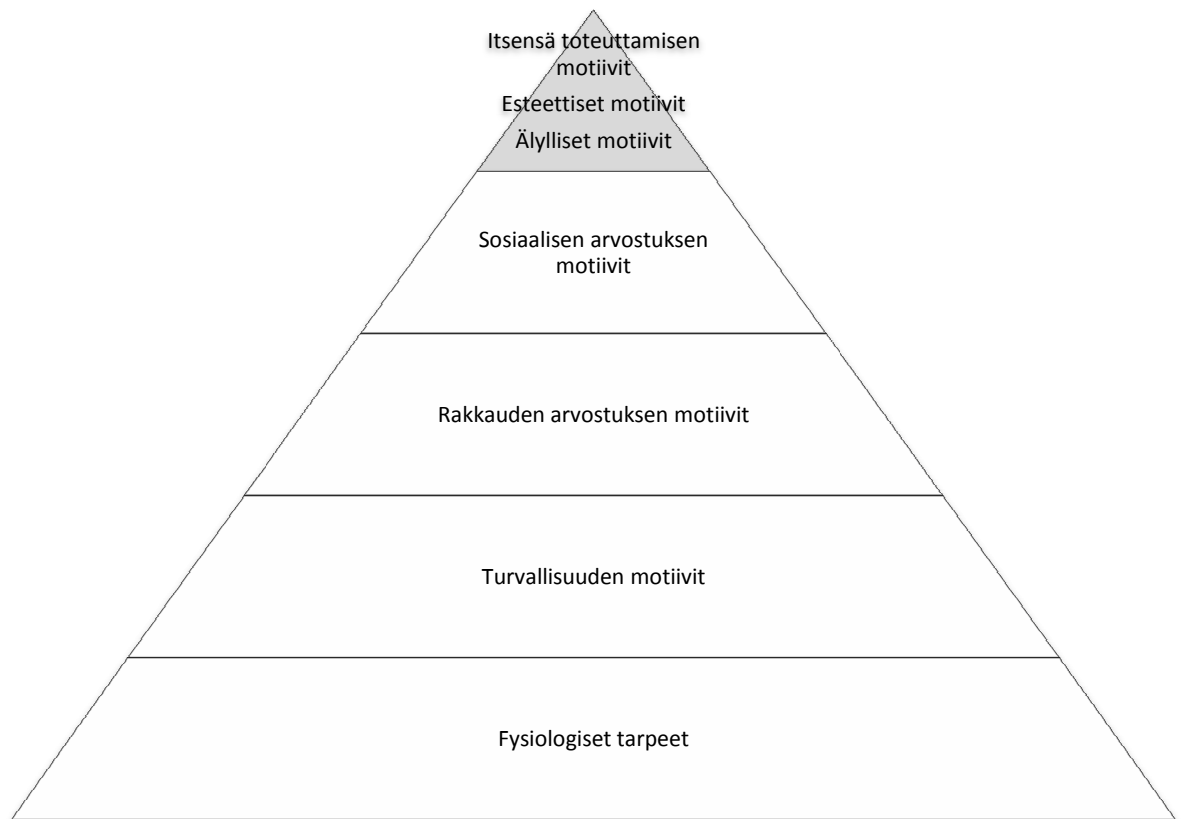 Itsensä toteuttamisen
motiivit
Esteettiset motiivit
Älylliset motiivit
Sosiaalisen arvostuksen
motiivit
Rakkauden arvostuksen motiivit
Turvallisuuden motiivit
Fysiologiset tarpeet